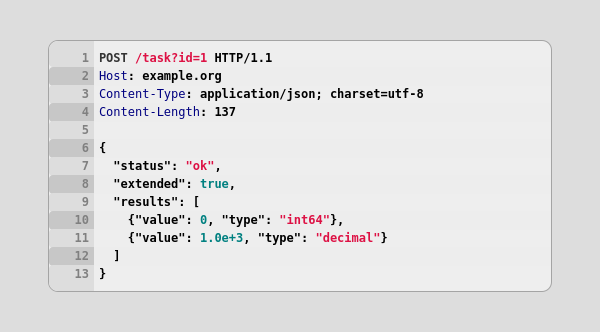 1 POST /task?id=1 HTTP/1.1
2 Host: example.org
3 Content-Type: application/json; charset=utf-8
4 Content-Length: 137
5
6 {
7   "status": "ok",
8   "extended": true,
9   "results": [
10     {"value": 0, "type": "int64"},
11     {"value": 1.0e+3, "type": "decimal"}
12   ]
13 }